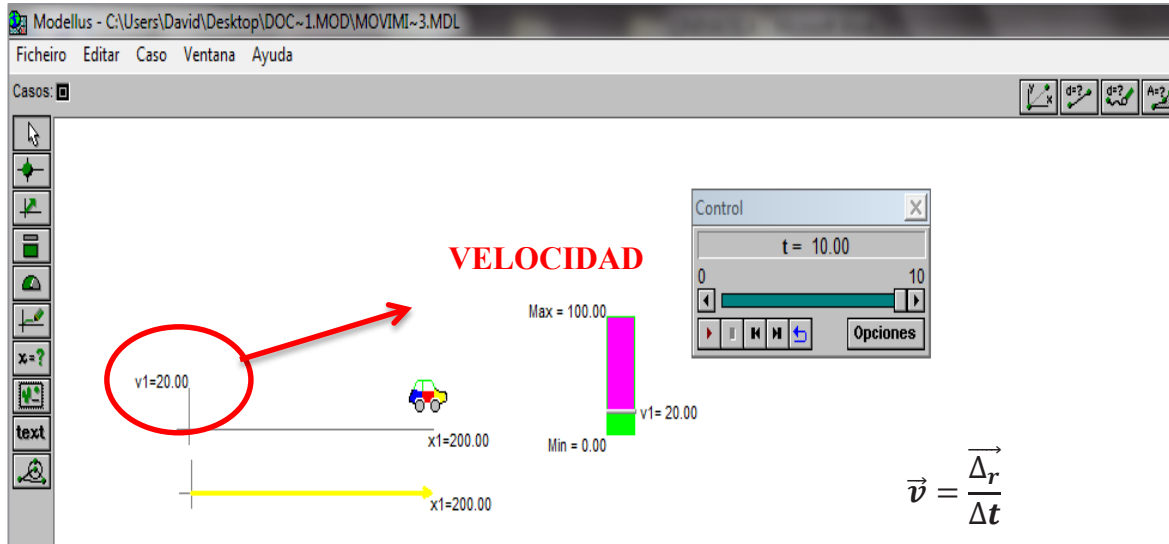 Modellus - C:\Users\David\Desktop\DOC~1.MOD\MOVIMI~3.MDL
Ficheiro Editar Caso Ventana Ayuda
Casos:
y x d=? d=? A=?
x=?
text
VELOCIDAD
Control
t = 10.00
0 10
Opciones
Max = 100.00
v1=20.00
v1= 20.00
x1=200.00
Min = 0.00
x1=200.00
v⃗ = Δr⃗ / Δt